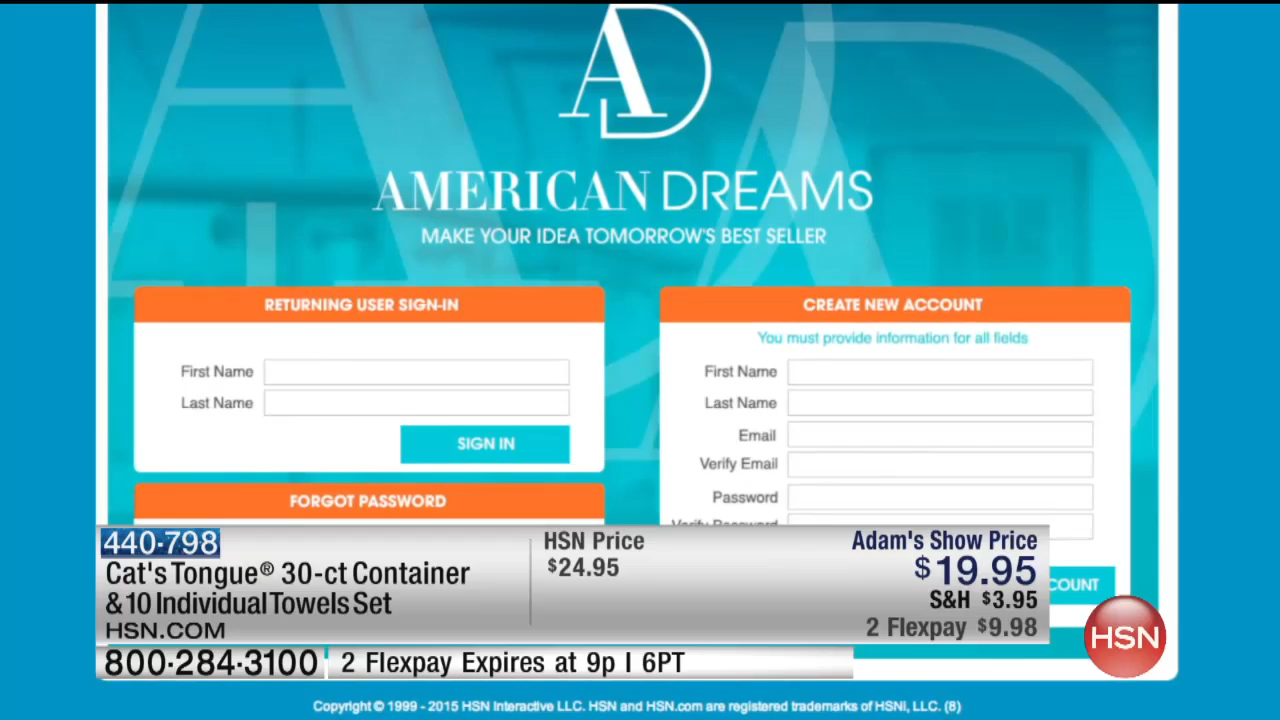 AD
AMERICAN DREAMS
MAKE YOUR IDEA TOMORROW'S BEST SELLER
RETURNING USER SIGN-IN
First Name
Last Name
SIGN IN
FORGOT PASSWORD
CREATE NEW ACCOUNT
You must provide information for all fields
First Name
Last Name
Email
Verify Email
Password
Verify Password
COUNT
440-798
Cat's Tongue® 30-ct Container
& 10 Individual Towels Set
HSN.COM
HSN Price
$24.95
Adam's Show Price
$19.95
S&H $3.95
2 Flexpay $9.98
HSN
800-284-3100
2 Flexpay Expires at 9p | 6PT
Copyright © 1999 - 2015 HSN Interactive LLC. HSN and HSN.com are registered trademarks of HSNi, LLC. (8)